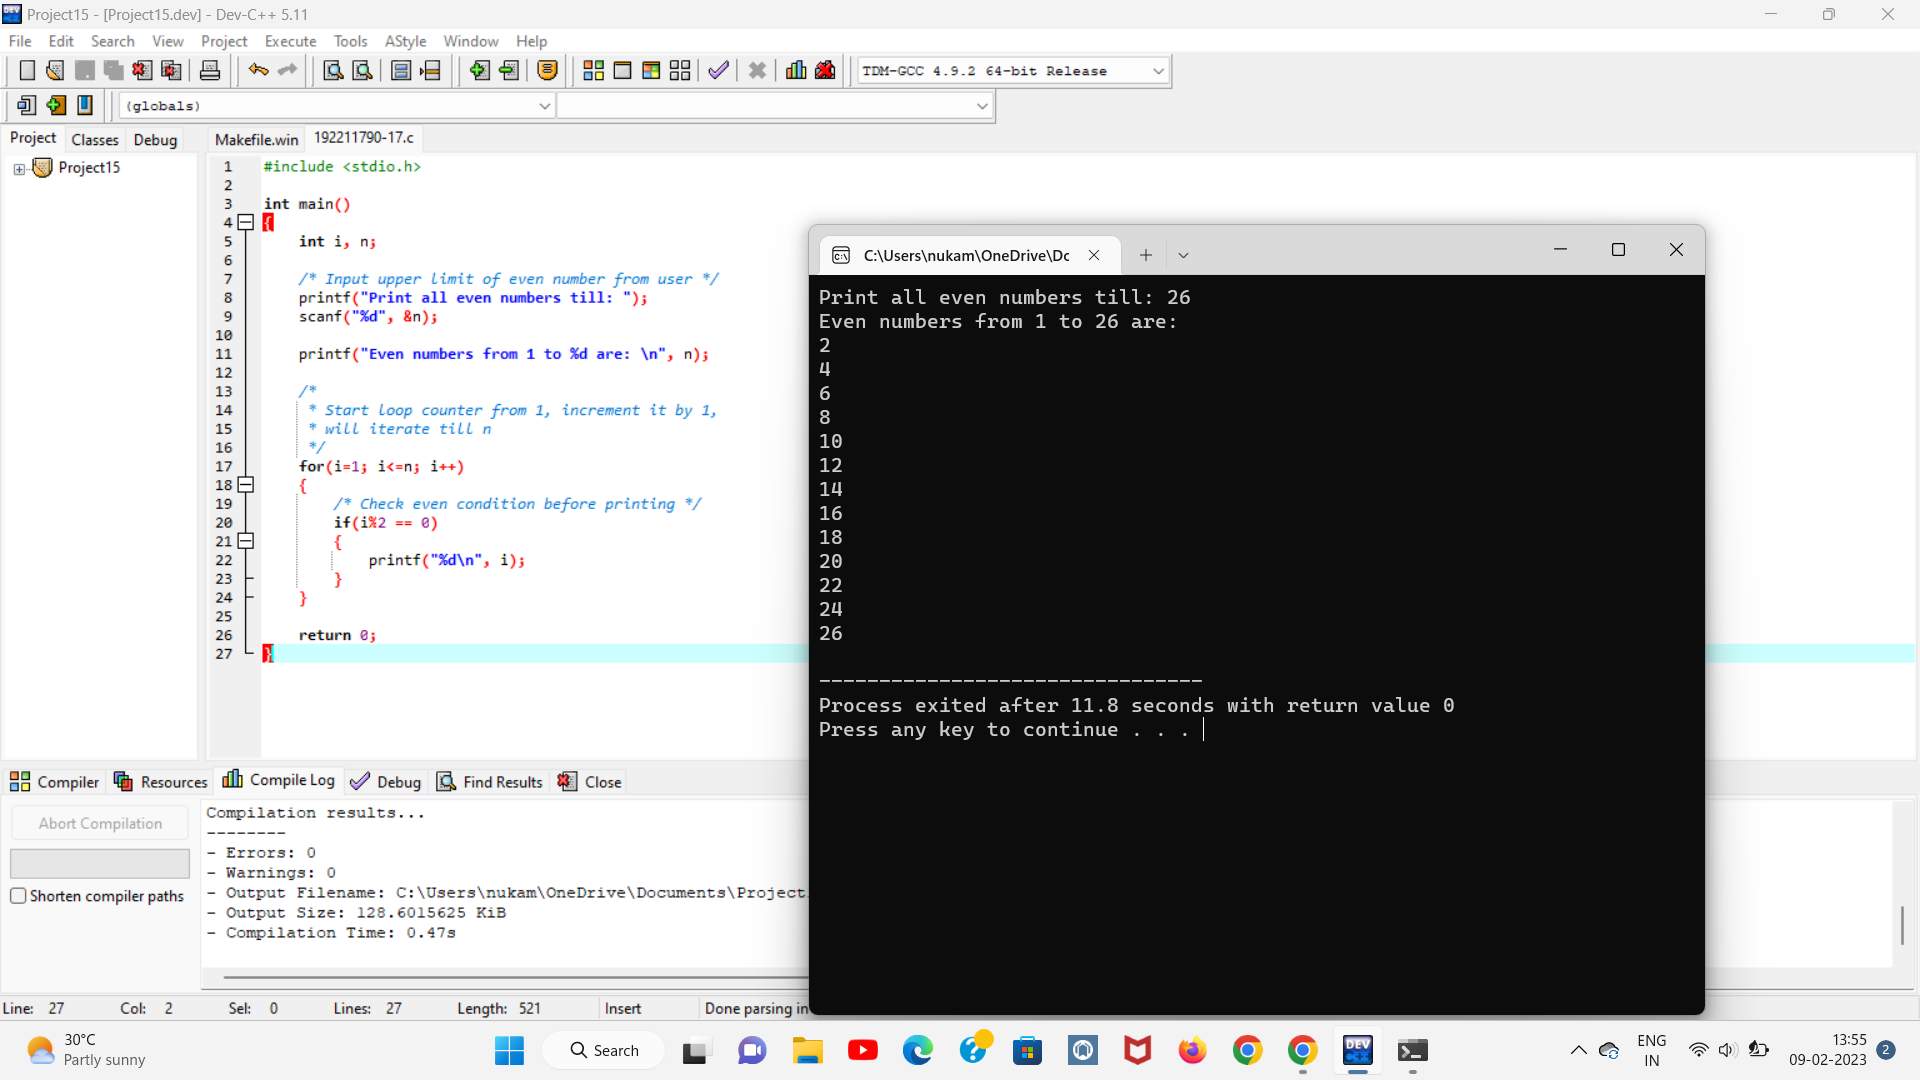 Project15 - [Project15.dev] - Dev-C++ 5.11
File Edit Search View Project Execute Tools AStyle Window Help
TDM-GCC 4.9.2 64-bit Release
(globals)
Project Classes Debug
Makefile.win 192211790-17.c
Project15
1 #include <stdio.h>
2
3 int main()
4 {
5 int i, n;
6
7 /* Input upper limit of even number from user */
8 printf("Print all even numbers till: ");
9 scanf("%d", &n);
10
11 printf("Even numbers from 1 to %d are: \n", n);
12
13 /*
14 * Start loop counter from 1, increment it by 1,
15 * will iterate till n
16 */
17 for(i=1; i<=n; i++)
18 {
19 /* Check even condition before printing */
20 if(i%2 == 0)
21 {
22 printf("%d\n", i);
23 }
24 }
25
26 return 0;
27 }
C:\Users\nukam\OneDrive\Dc
Print all even numbers till: 26
Even numbers from 1 to 26 are:
2
4
6
8
10
12
14
16
18
20
22
24
26
--------------------------------
Process exited after 11.8 seconds with return value 0
Press any key to continue . . .
Compiler Resources Compile Log Debug Find Results Close
Abort Compilation
Shorten compiler paths
Compilation results...
--------
- Errors: 0
- Warnings: 0
- Output Filename: C:\Users\nukam\OneDrive\Documents\Project
- Output Size: 128.6015625 KiB
- Compilation Time: 0.47s
Line: 27 Col: 2 Sel: 0 Lines: 27 Length: 521 Insert Done parsing in
30°C
Partly sunny
Search
DEV
C++
ENG
IN
13:55
09-02-2023
2